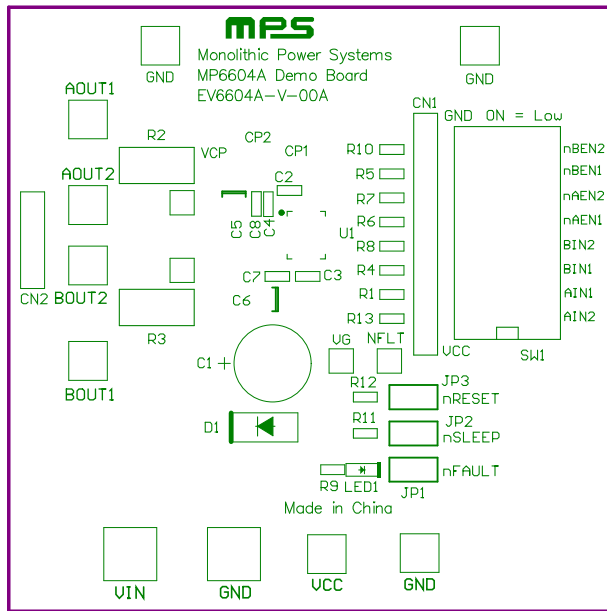 MPS
Monolithic Power Systems
MP6604A Demo Board
EV6604A-V-00A
GND
GND
AOUT1
CN1
GND ON = Low
R2
VCP
CP2
CP1
R10
nBEN2
AOUT2
C2
R5
nBEN1
R7
nAEN2
C5
C8
C4
U1
R6
nAEN1
R8
BIN2
CN2
BOUT2
C7
C3
R4
BIN1
C6
R1
AIN1
R13
AIN2
R3
VG
NFLT
VCC
SW1
C1
+
BOUT1
JP3
R12
nRESET
D1
R11
JP2
nSLEEP
R9
LED1
nFAULT
JP1
Made in China
VIN
GND
VCC
GND